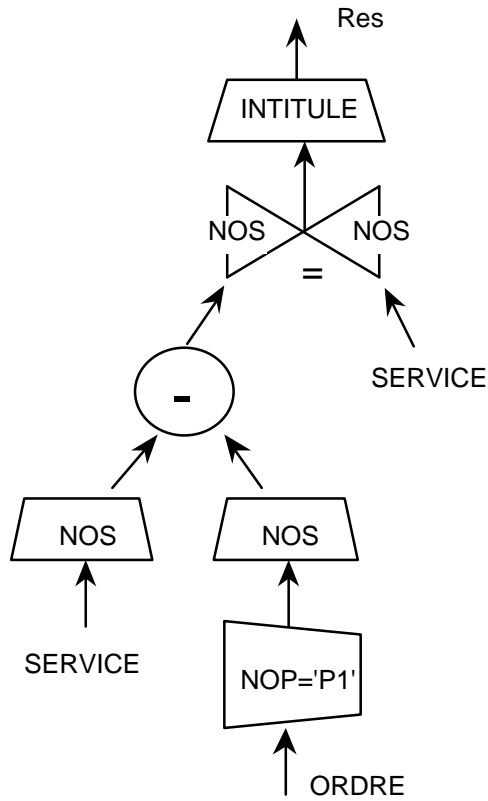 Res
INTITULE
NOS NOS
=
SERVICE
-
NOS NOS
SERVICE
NOP='P1'
ORDRE